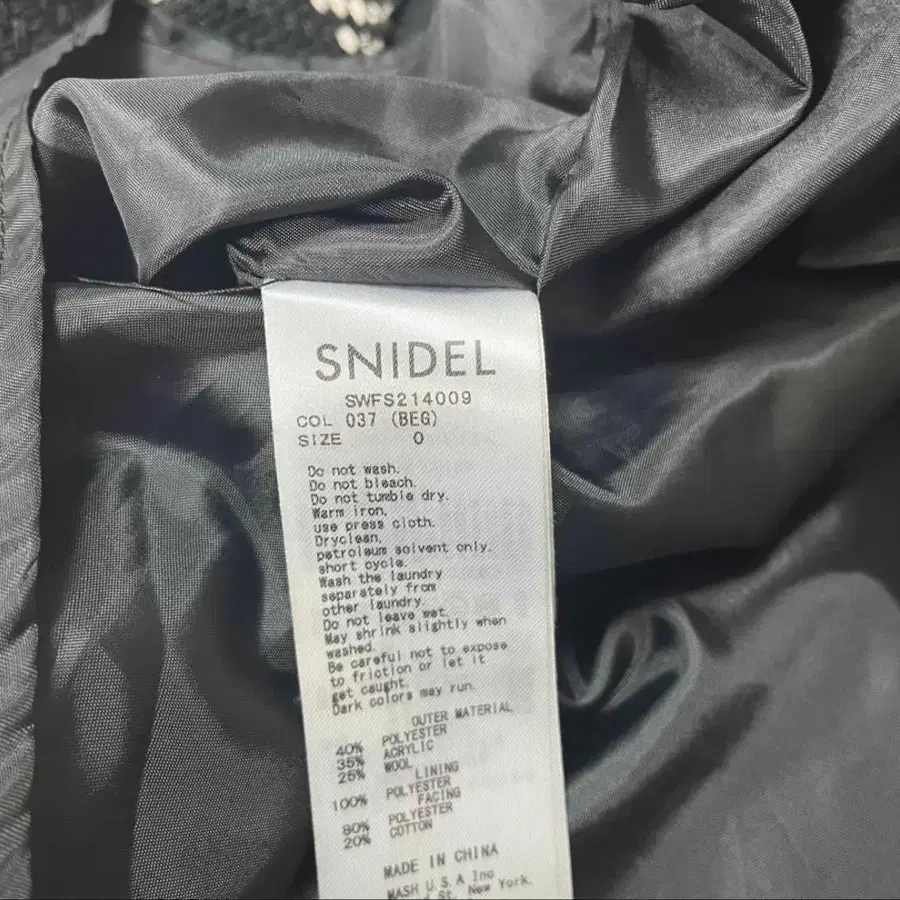 SNIDEL
SWFS214009
COL 037 (BEG)
SIZE 0
Do not wash.
Do not bleach.
Do not tumble dry.
Warm iron,
use press cloth.
Dryclean,
petroleum solvent only.
short cycle.
Wash the laundry
separately from
other laundry.
Do not leave wet.
May shrink slightly when
washed.
Be careful not to expose
to friction or let it
get caught.
Dark colors may run.
OUTER MATERIAL
40% POLYESTER
35% ACRYLIC
25% WOOL
LINING
100% POLYESTER
FACING
80% POLYESTER
20% COTTON
MADE IN CHINA
MASH U.S.A Inc
St. New York.